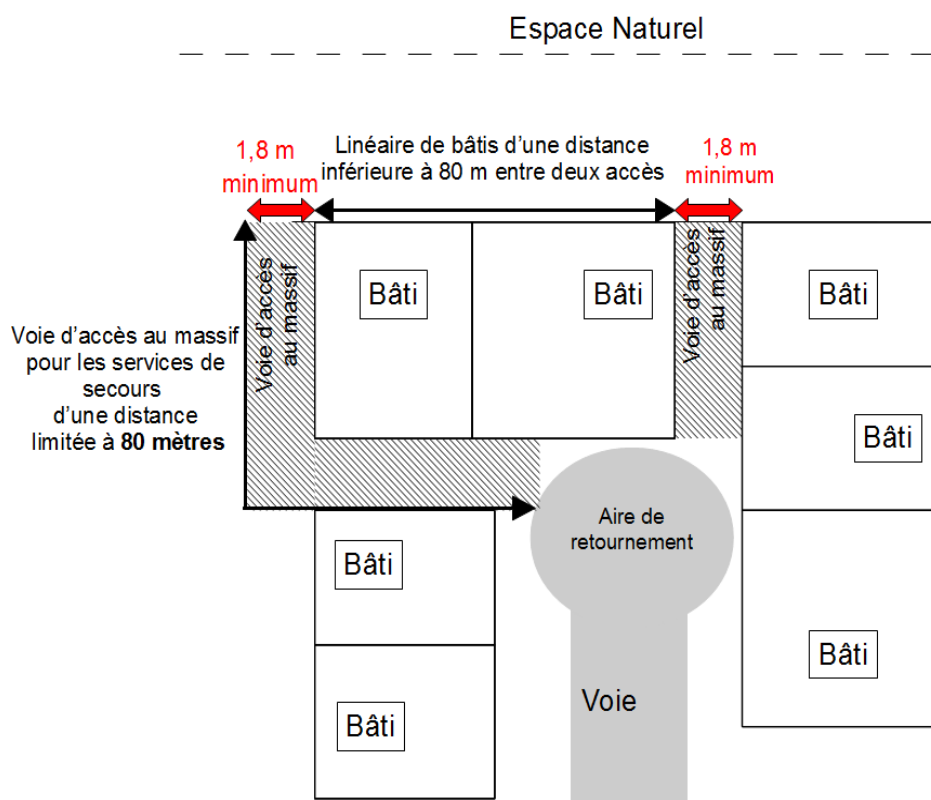 Espace Naturel
1,8 m
minimum
Linéaire de bâtis d'une distance
inférieure à 80 m entre deux accès
1,8 m
minimum
Voie d'accès
au massif
Bâti
Bâti
Voie d'accès
au massif
Bâti
Voie d'accès au massif
pour les services de
secours
d'une distance
limitée à 80 mètres
Bâti
Aire de
retournement
Bâti
Bâti
Voie
Bâti